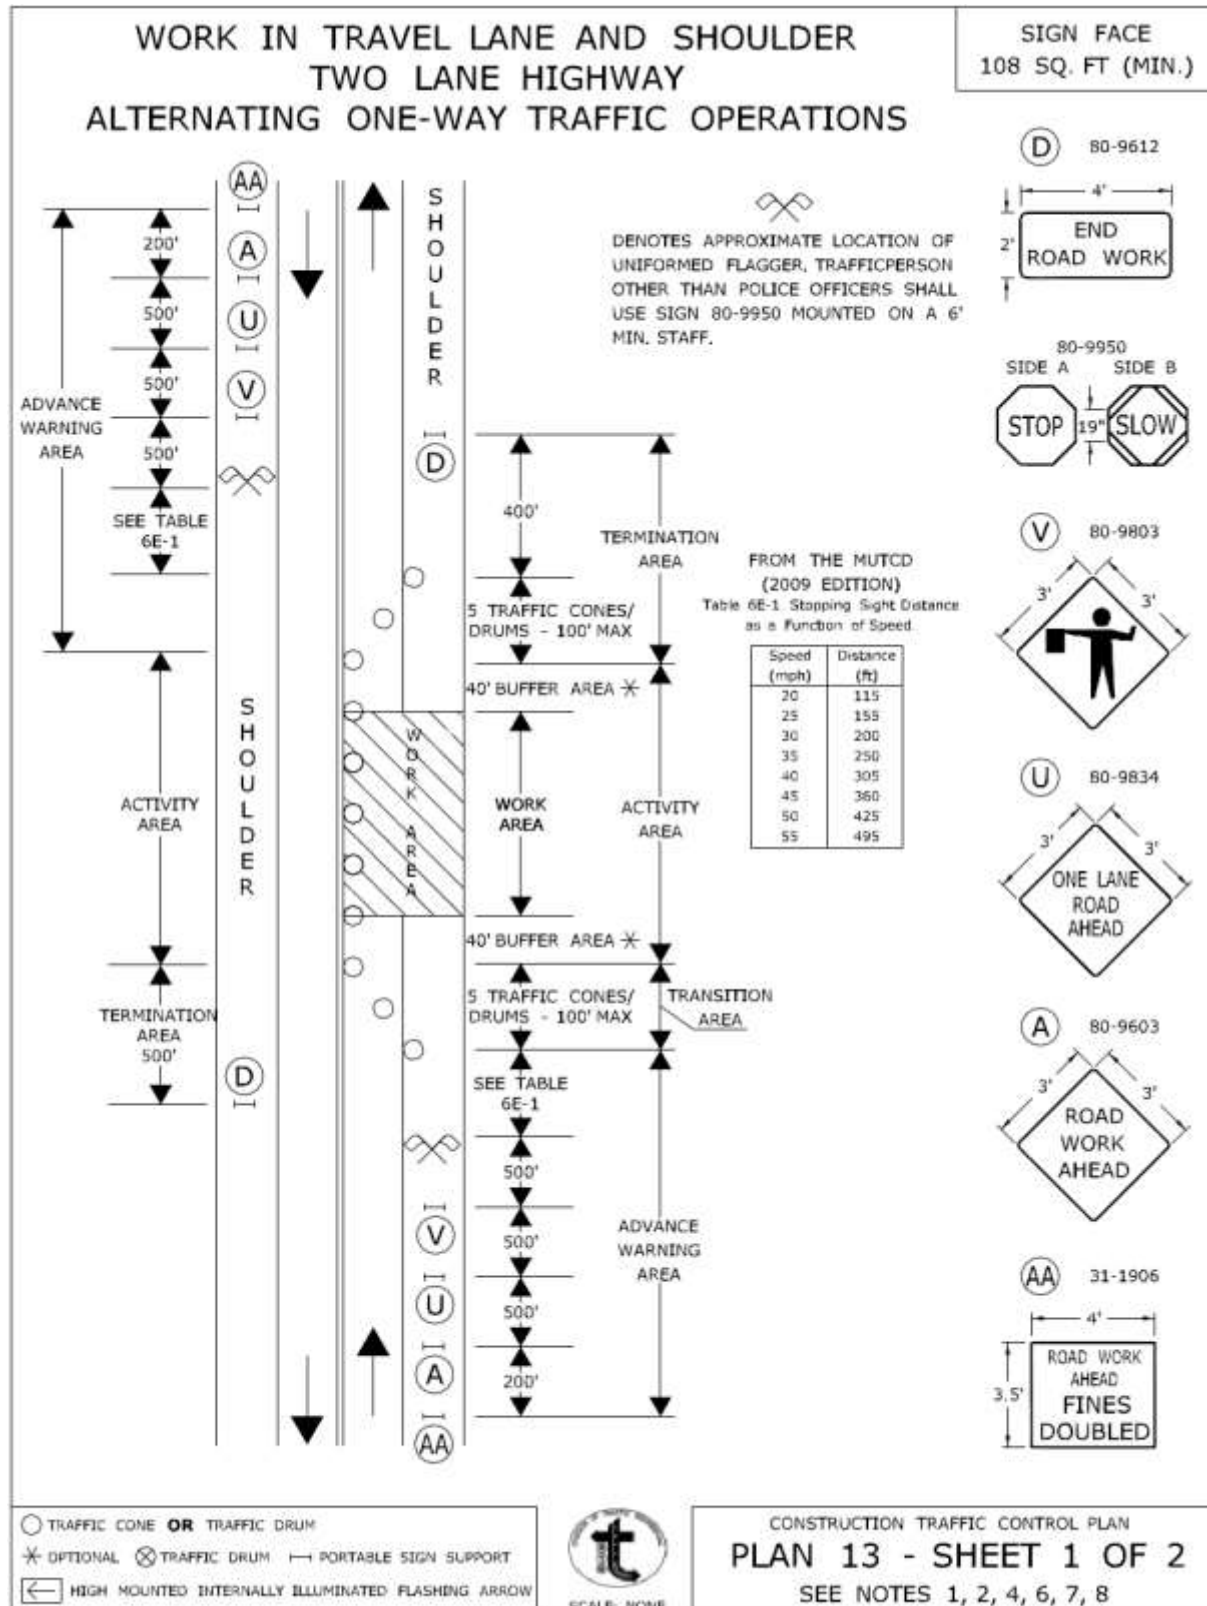 WORK IN TRAVEL LANE AND SHOULDER
TWO LANE HIGHWAY
ALTERNATING ONE-WAY TRAFFIC OPERATIONS
SIGN FACE
108 SQ. FT (MIN.)
AA
200'
A
500'
U
500'
V
500'
ADVANCE
WARNING
AREA
SEE TABLE
6E-1
SHOULDER
ACTIVITY
AREA
TERMINATION
AREA
500'
D
SHOULDER
D
400'
TERMINATION
AREA
5 TRAFFIC CONES/
DRUMS - 100' MAX
40' BUFFER AREA *
WORK AREA
WORK
AREA
ACTIVITY
AREA
40' BUFFER AREA *
5 TRAFFIC CONES/
DRUMS - 100' MAX
TRANSITION
AREA
SEE TABLE
6E-1
500'
V
500'
U
500'
A
200'
AA
ADVANCE
WARNING
AREA
DENOTES APPROXIMATE LOCATION OF
UNIFORMED FLAGGER, TRAFFICPERSON
OTHER THAN POLICE OFFICERS SHALL
USE SIGN 80-9950 MOUNTED ON A 6'
MIN. STAFF.
FROM THE MUTCD
(2009 EDITION)
Table 6E-1. Stopping Sight Distance
as a Function of Speed
Speed Distance
(mph) (ft)
20 115
25 155
30 200
35 250
40 305
45 360
50 425
55 495
D 80-9612
4'
2'
END
ROAD WORK
80-9950
SIDE A SIDE B
STOP 19" SLOW
V 80-9803
3' 3'
U 80-9834
3' 3'
ONE LANE
ROAD
AHEAD
A 80-9603
3' 3'
ROAD
WORK
AHEAD
AA 31-1906
4'
3.5'
ROAD WORK
AHEAD
FINES
DOUBLED
TRAFFIC CONE OR TRAFFIC DRUM
* OPTIONAL TRAFFIC DRUM PORTABLE SIGN SUPPORT
HIGH MOUNTED INTERNALLY ILLUMINATED FLASHING ARROW
SCALE: NONE
CONSTRUCTION TRAFFIC CONTROL PLAN
PLAN 13 - SHEET 1 OF 2
SEE NOTES 1, 2, 4, 6, 7, 8